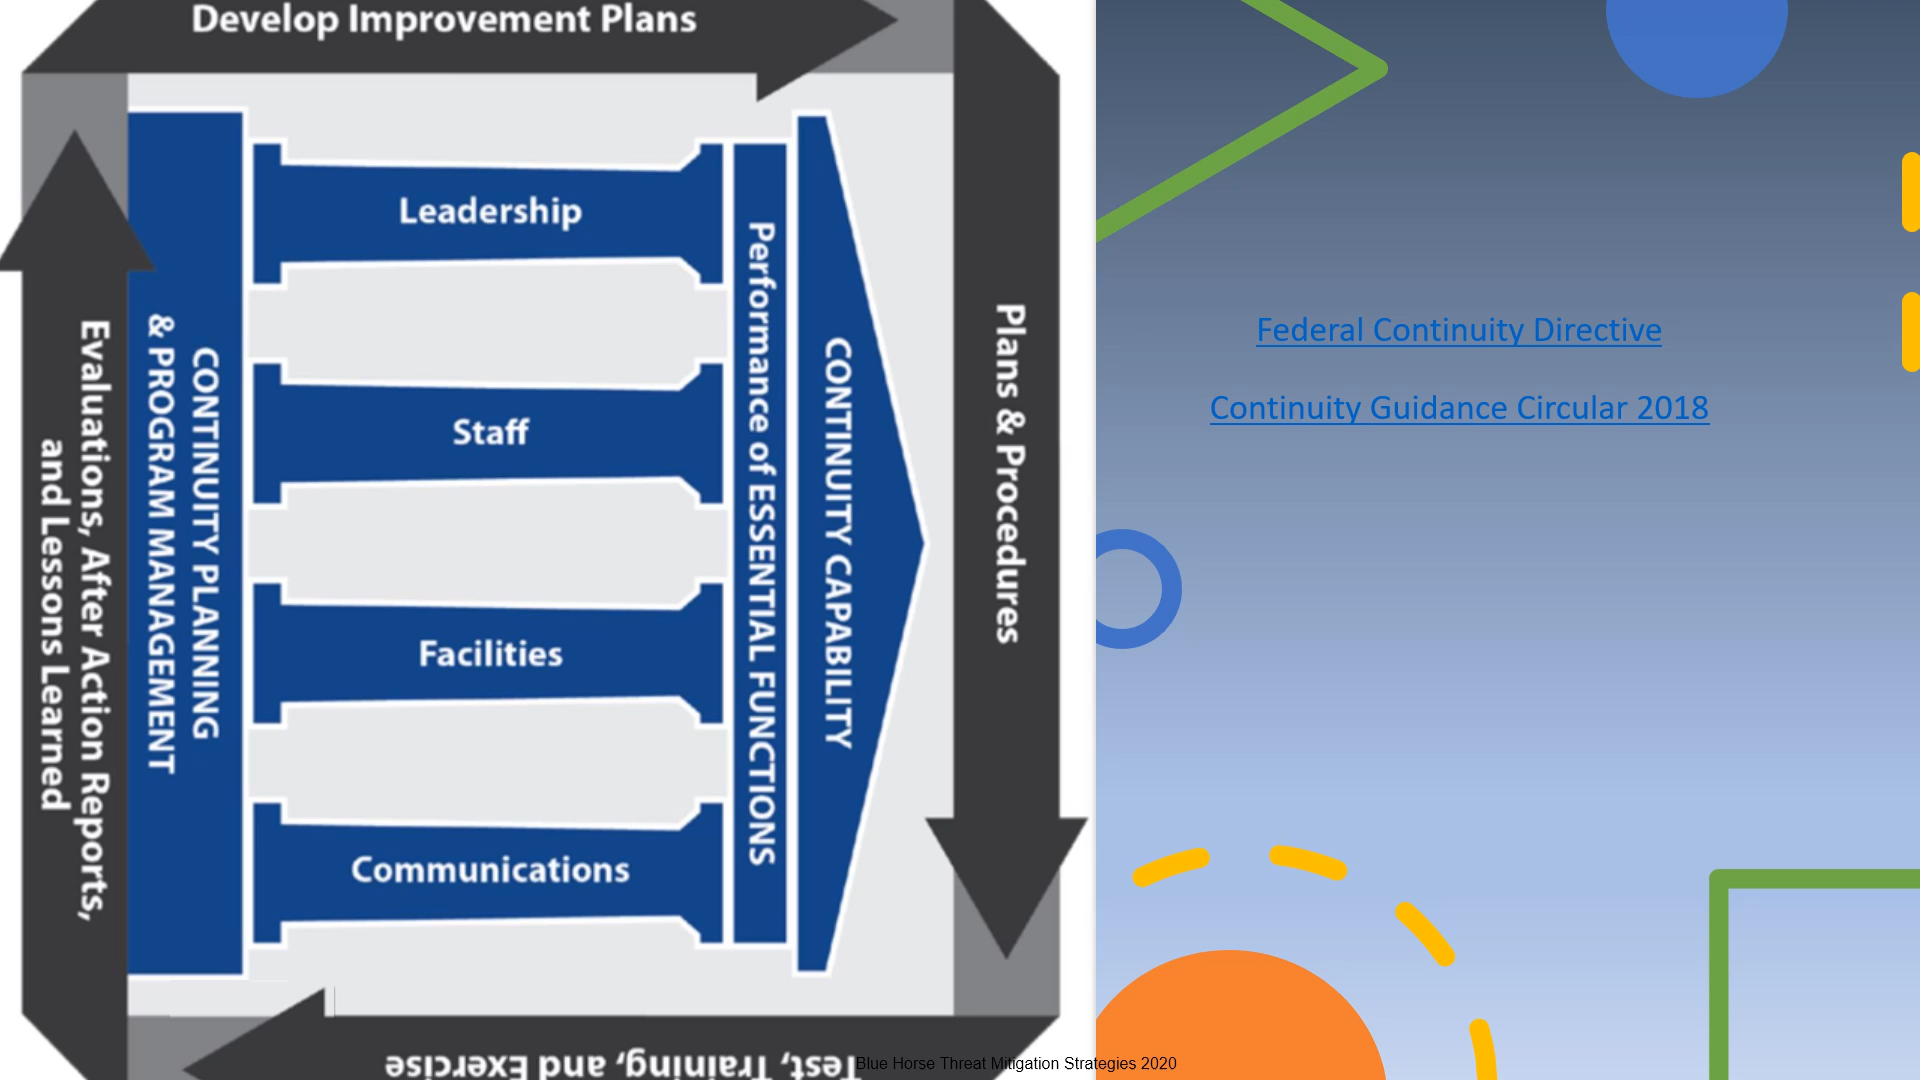 Develop Improvement Plans
Leadership
Staff
Facilities
Communications
CONTINUITY PLANNING
& PROGRAM MANAGEMENT
Performance of ESSENTIAL FUNCTIONS
CONTINUITY CAPABILITY
Plans & Procedures
Evaluations, After Action Reports,
and Lessons Learned
Test, Training, and Exercise
Federal Continuity Directive
Continuity Guidance Circular 2018
Blue Horse Threat Mitigation Strategies 2020